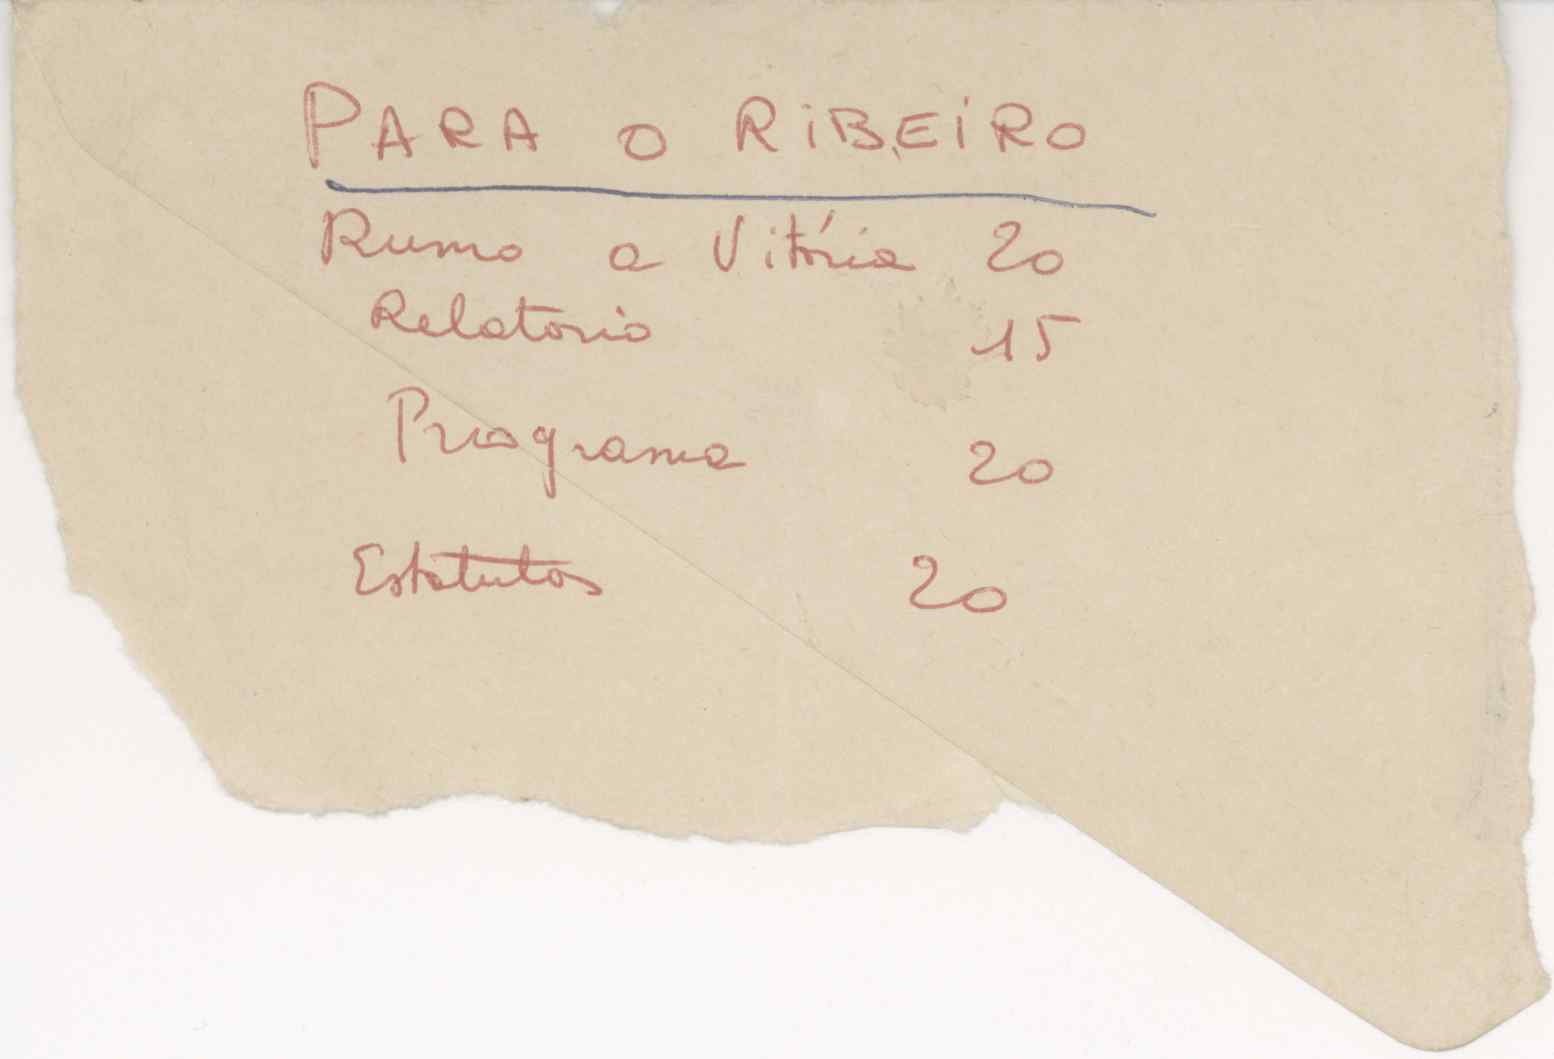 PARA O RIBEIRO
Rumo a Vitória 20
Relatorio 15
Programa 20
Estatutos 20